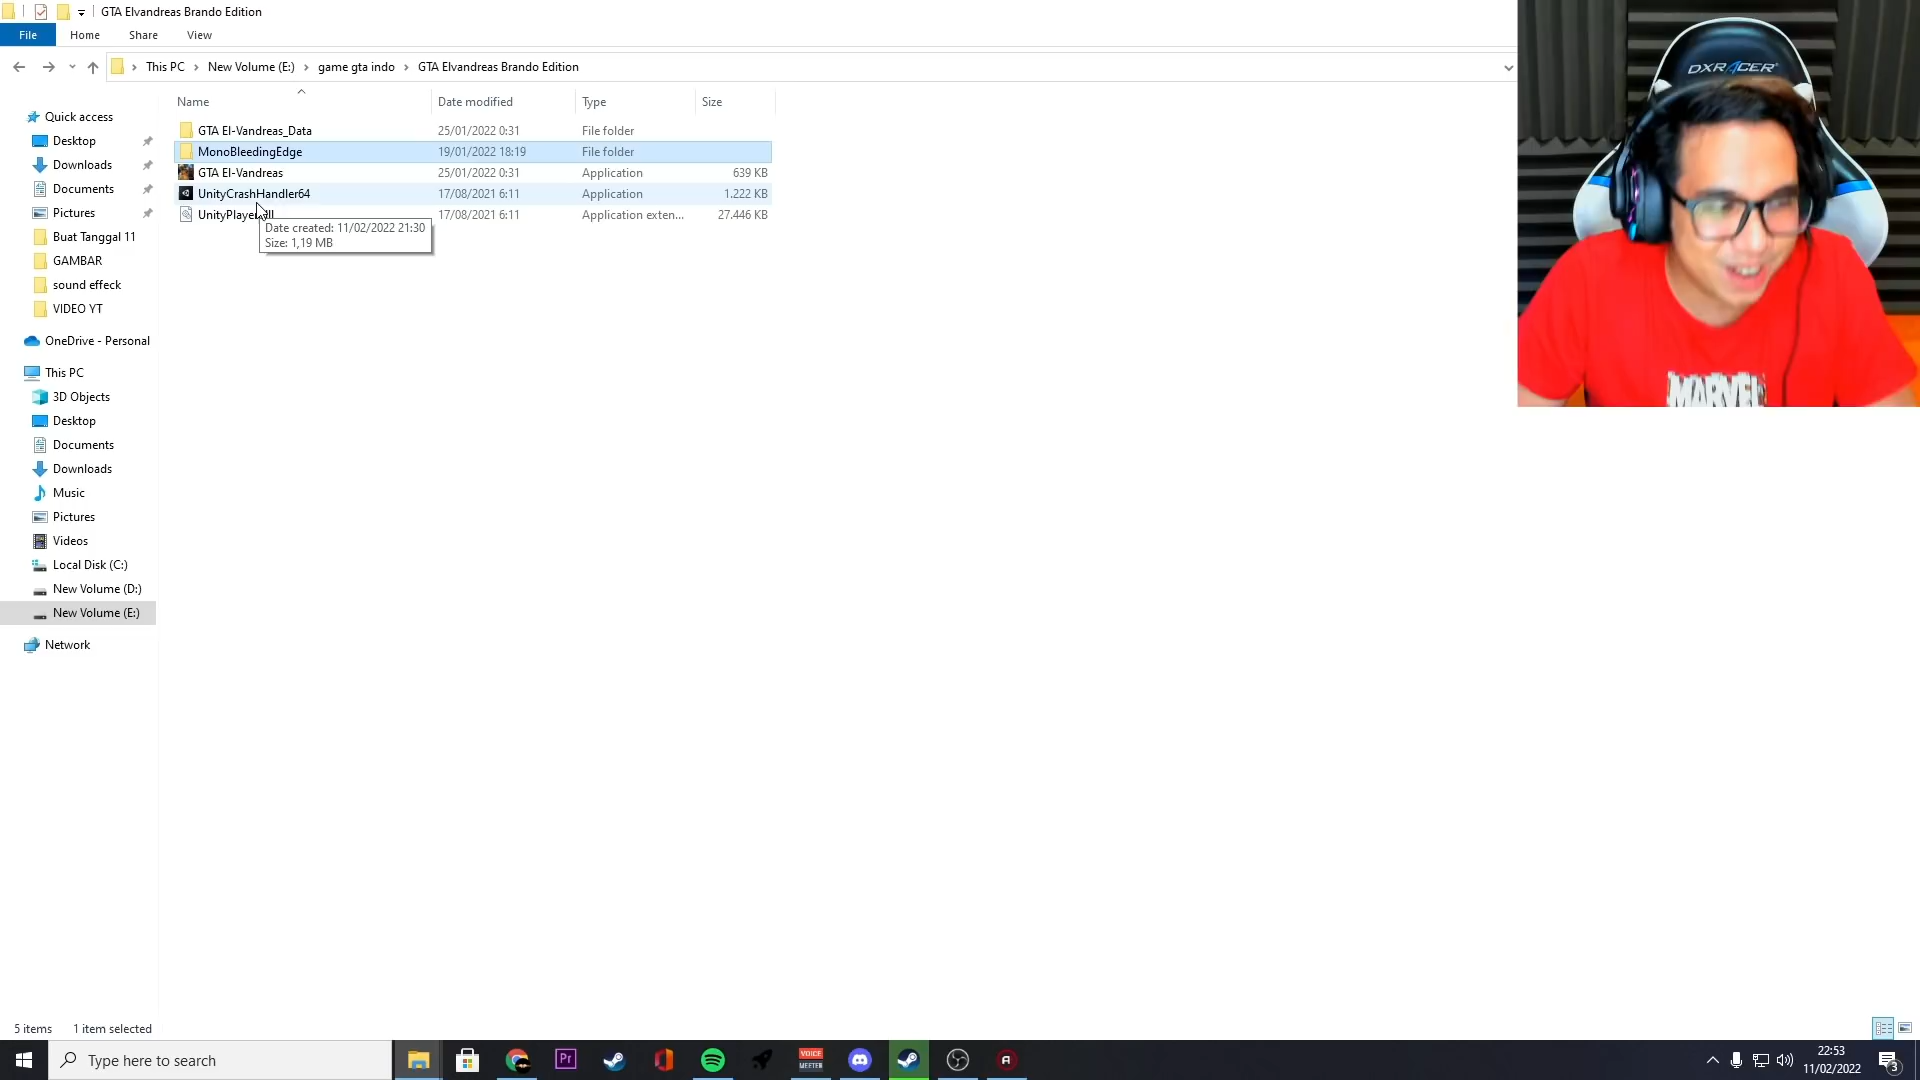 GTA Elvandreas Brando Edition
File Home Share View
This PC New Volume (E:) game gta indo GTA Elvandreas Brando Edition
Name Date modified Type Size
GTA El-Vandreas_Data 25/01/2022 0:31 File folder
MonoBleedingEdge 19/01/2022 18:19 File folder
GTA El-Vandreas 25/01/2022 0:31 Application 639 KB
UnityCrashHandler64 17/08/2021 6:11 Application 1.222 KB
17/08/2021 6:11 Application exten... 27.446 KB
Date created: 11/02/2022 21:30
Size: 1,19 MB
Quick access
Desktop
Downloads
Documents
Pictures
Buat Tanggal 11
GAMBAR
sound effeck
VIDEO YT
OneDrive - Personal
This PC
3D Objects
Desktop
Documents
Downloads
Music
Pictures
Videos
Local Disk (C:)
New Volume (D:)
New Volume (E:)
Network
DXRACER
MARVEL
5 items 1 item selected
Type here to search
Pr
VOICE
MEETER
A
22:53
11/02/2022
3